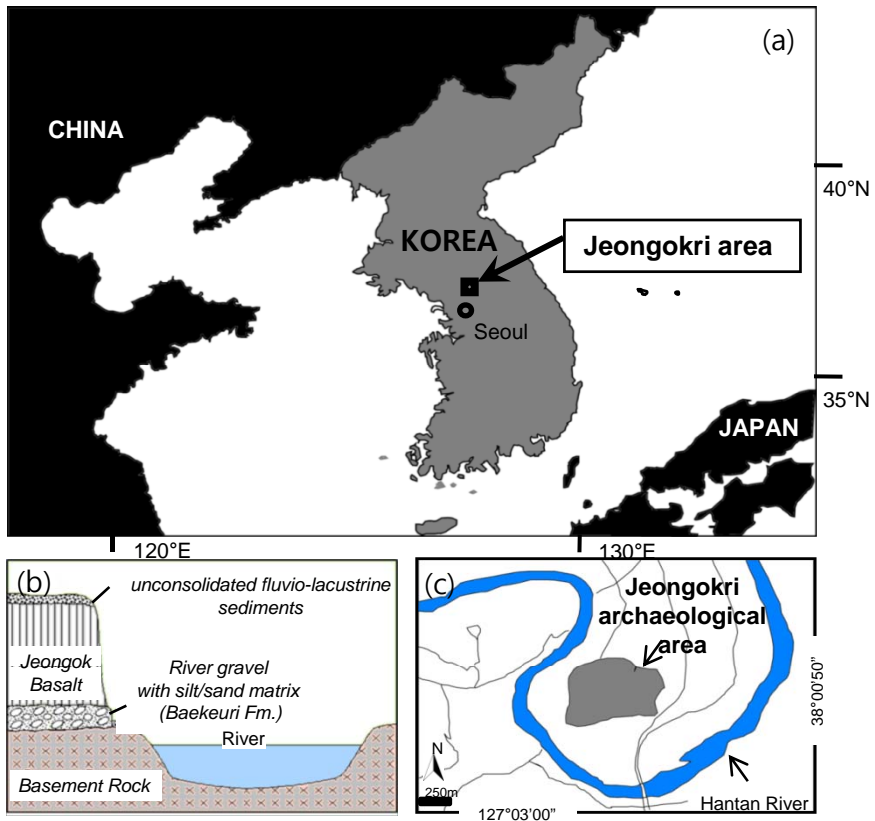 (a)
CHINA
40°N
KOREA
Jeongokri area
Seoul
35°N
JAPAN
120°E
130°E
(b)
unconsolidated fluvio-lacustrine
sediments
Jeongok
Basalt
River gravel
with silt/sand matrix
(Baekeuri Fm.)
River
Basement Rock
(c)
Jeongokri
archaeological
area
38°00'50"
N
250m
Hantan River
127°03'00"